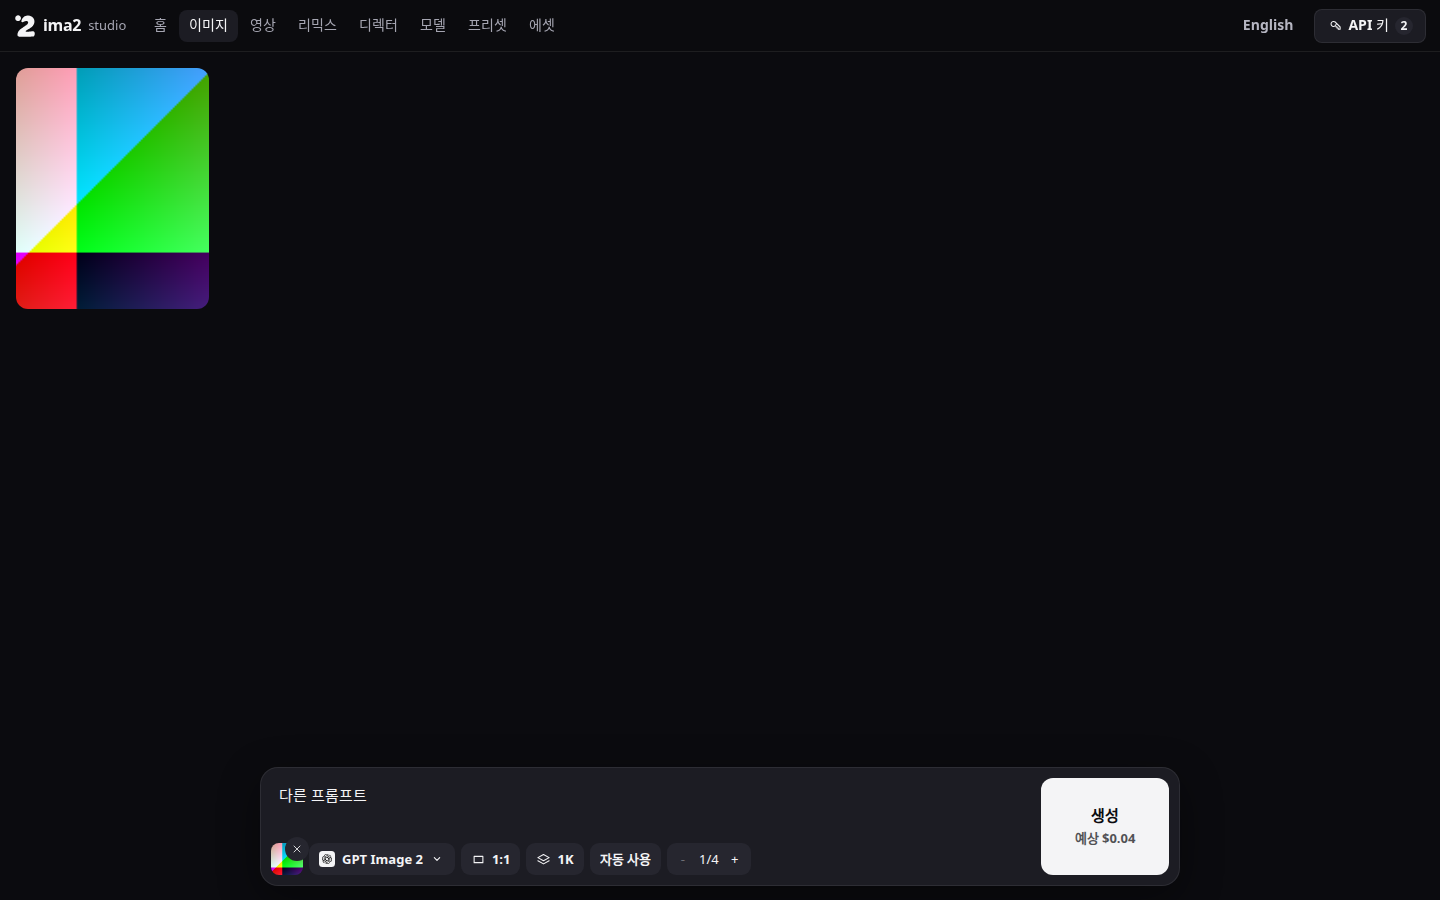 ima2 studio 홈 이미지 영상 리믹스 디렉터 모델 프리셋 에셋 English API 키 2
다른 프롬프트
생성
예상 $0.04
GPT Image 2 1:1 1K 자동 사용 - 1/4 +